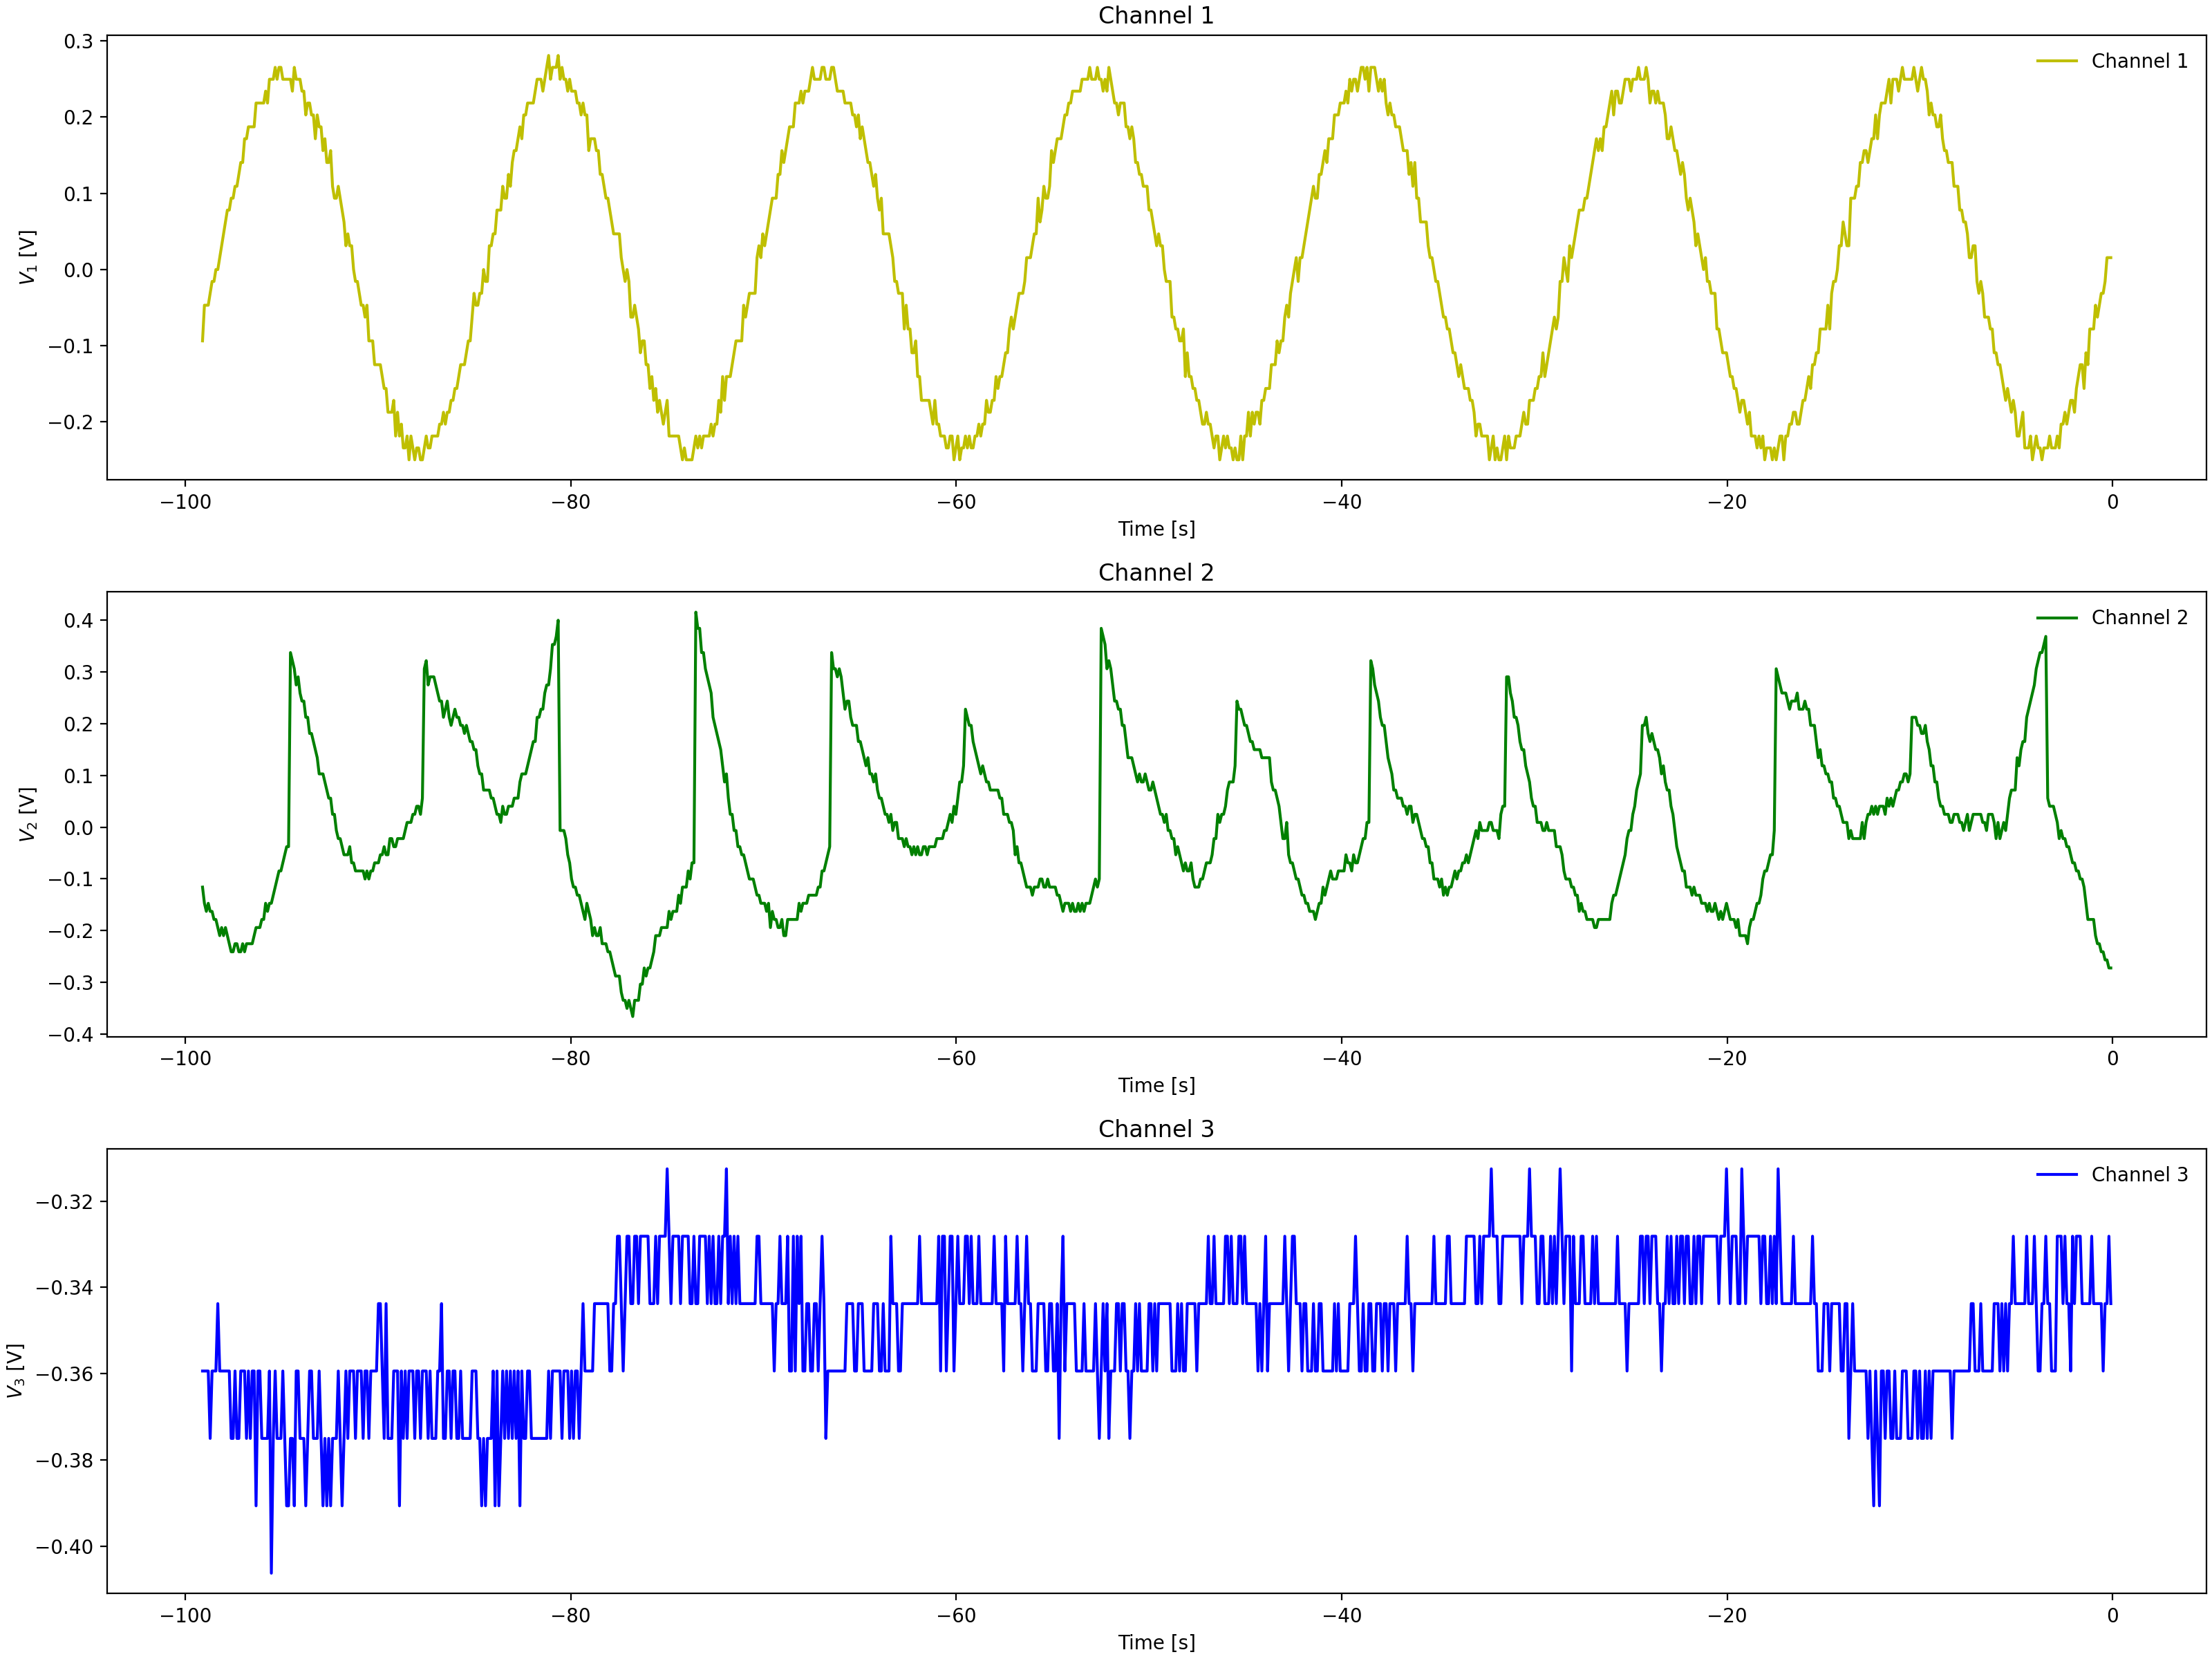 Channel 1
0.3
0.2
0.1
0.0
−0.1
−0.2
V1 [V]
Channel 1
−100 −80 −60 −40 −20 0
Time [s]
Channel 2
0.4
0.3
0.2
0.1
0.0
−0.1
−0.2
−0.3
−0.4
V2 [V]
Channel 2
−100 −80 −60 −40 −20 0
Time [s]
Channel 3
−0.32
−0.34
−0.36
−0.38
−0.40
V3 [V]
Channel 3
−100 −80 −60 −40 −20 0
Time [s]